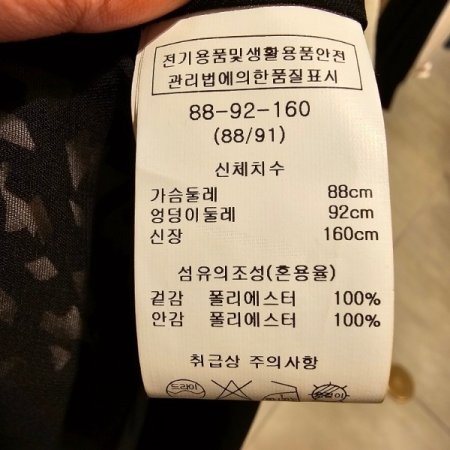 전기용품및생활용품안전
관리법에의한품질표시
88-92-160
(88/91)
신체치수
가슴둘레 88cm
엉덩이둘레 92cm
신장 160cm
섬유의조성(혼용율)
겉감 폴리에스터 100%
안감 폴리에스터 100%
취급상 주의사항
드라이